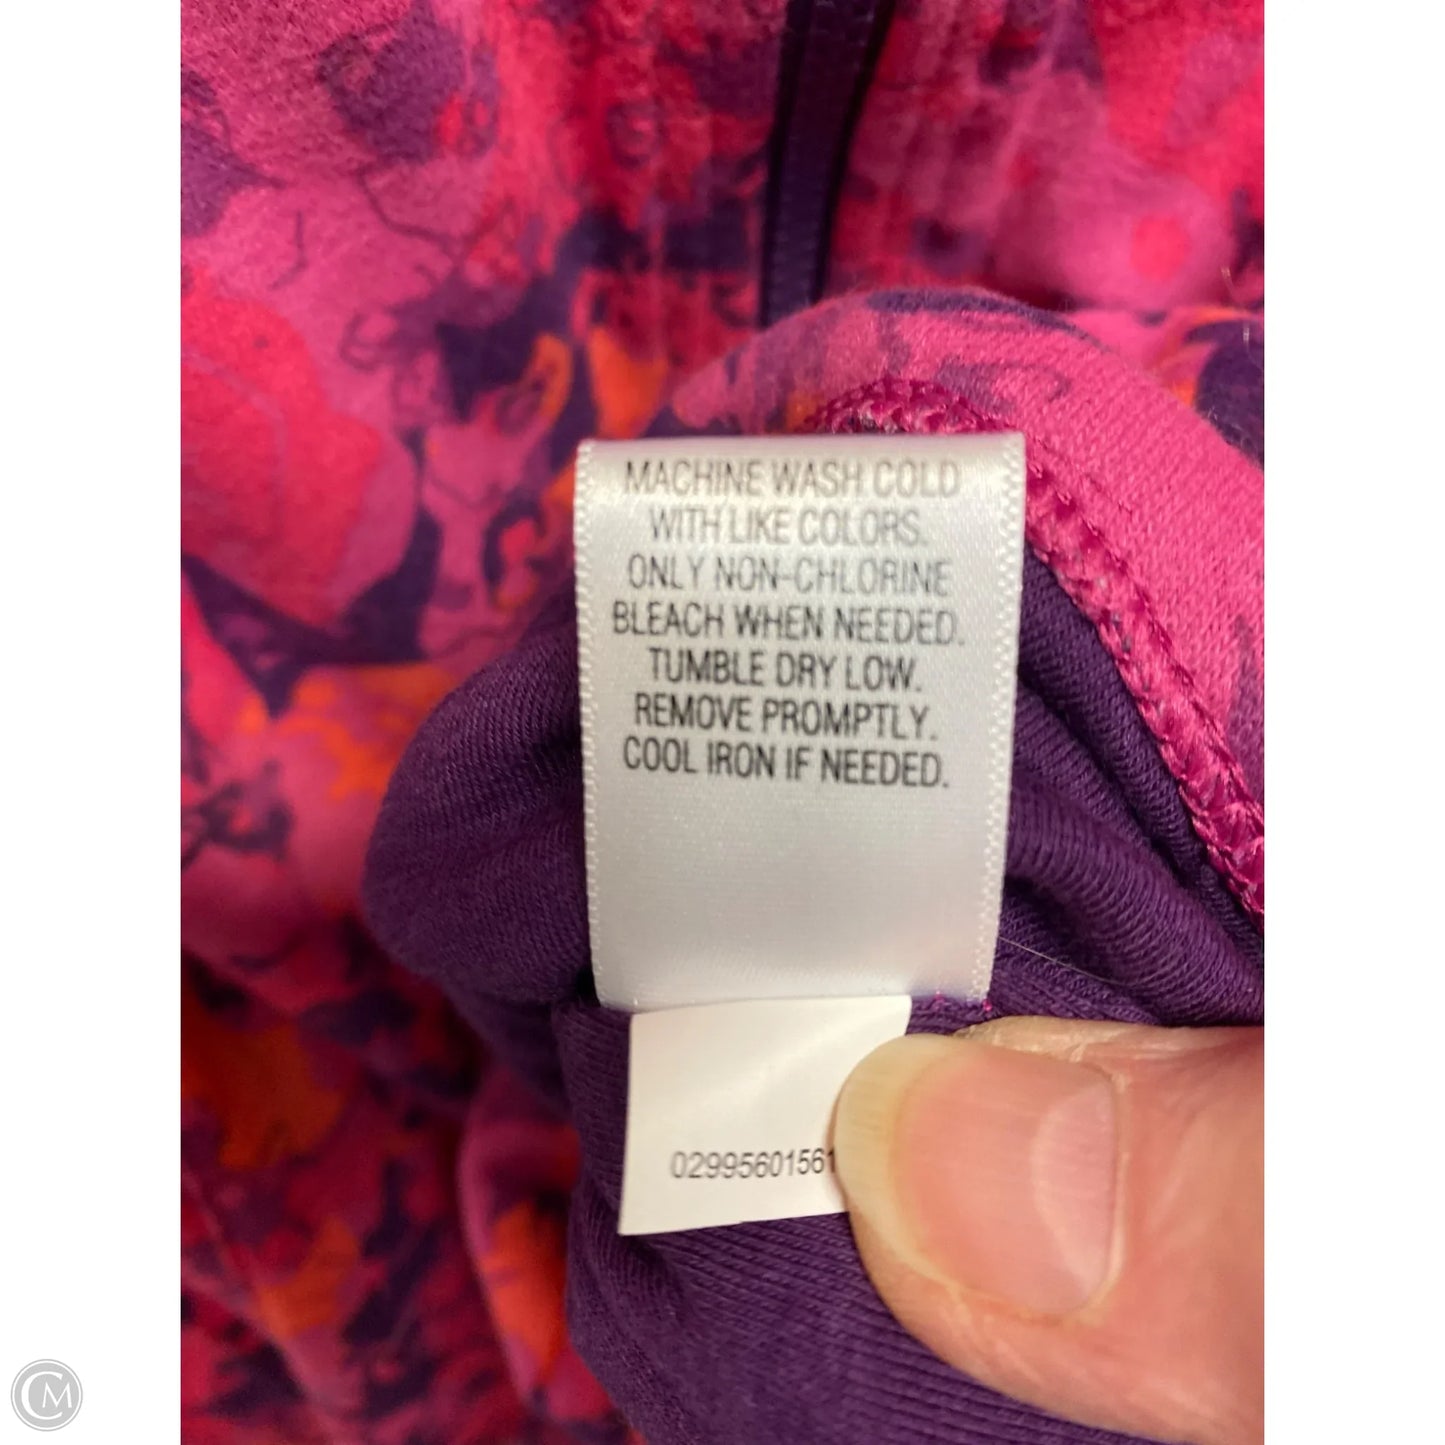 MACHINE WASH COLD
WITH LIKE COLORS.
ONLY NON-CHLORINE
BLEACH WHEN NEEDED.
TUMBLE DRY LOW.
REMOVE PROMPTLY.
COOL IRON IF NEEDED.
02995601561
CM